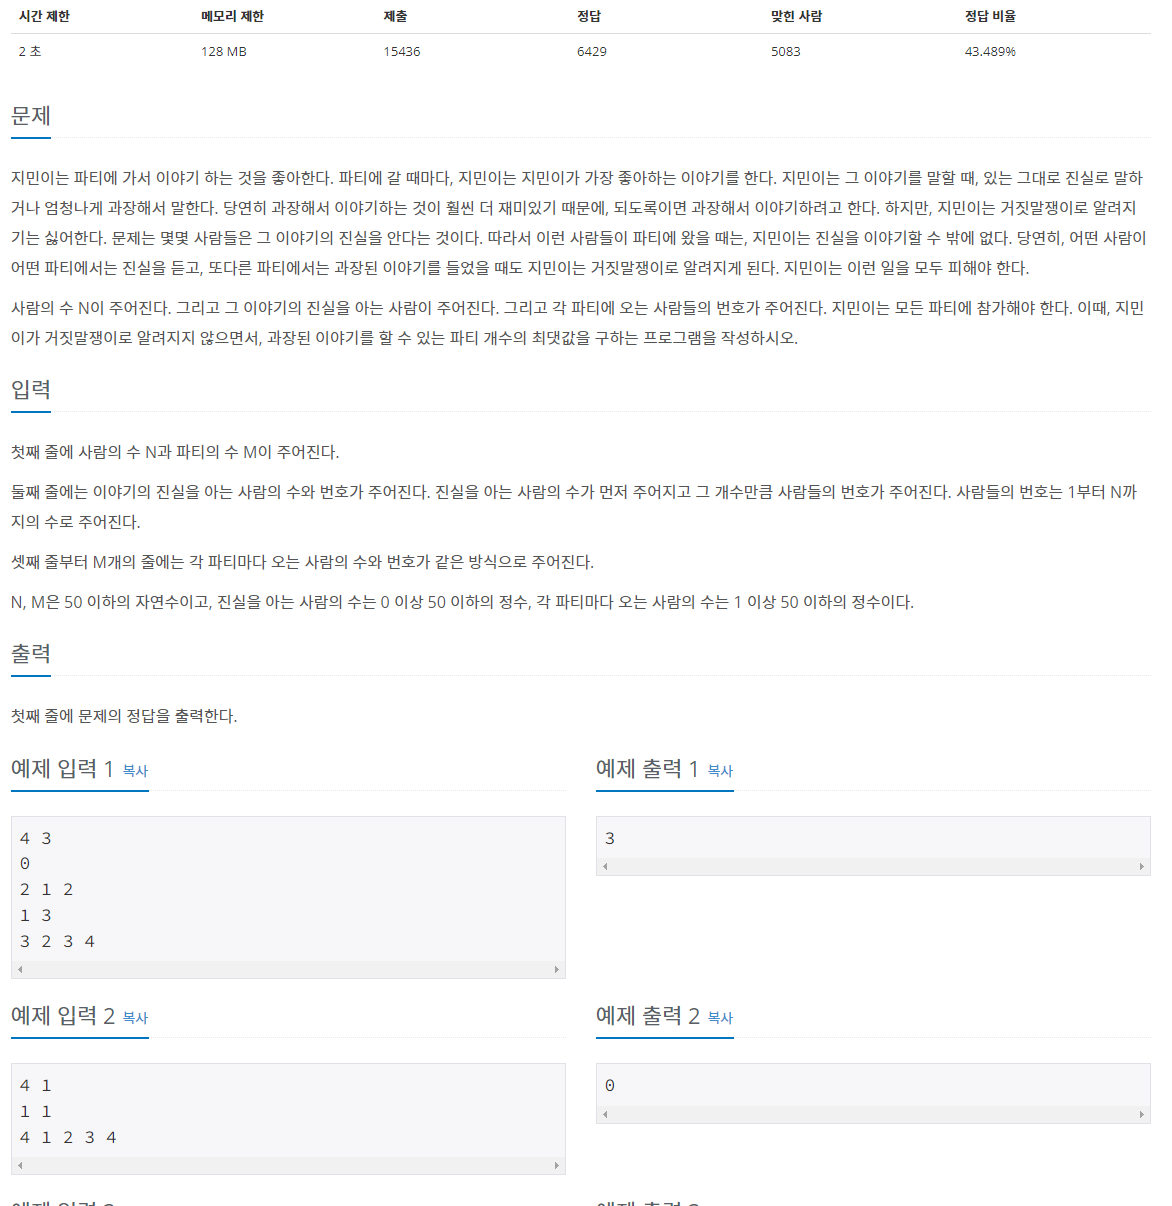 시간 제한 메모리 제한 제출 정답 맞힌 사람 정답 비율
2 초 128 MB 15436 6429 5083 43.489%
문제
지민이는 파티에 가서 이야기 하는 것을 좋아한다. 파티에 갈 때마다, 지민이는 지민이가 가장 좋아하는 이야기를 한다. 지민이는 그 이야기를 말할 때, 있는 그대로 진실로 말하
거나 엄청나게 과장해서 말한다. 당연히 과장해서 이야기하는 것이 훨씬 더 재미있기 때문에, 되도록이면 과장해서 이야기하려고 한다. 하지만, 지민이는 거짓말쟁이로 알려지
기는 싫어한다. 문제는 몇몇 사람들은 그 이야기의 진실을 안다는 것이다. 따라서 이런 사람들이 파티에 왔을 때는, 지민이는 진실을 이야기할 수 밖에 없다. 당연히, 어떤 사람이
어떤 파티에서는 진실을 듣고, 또다른 파티에서는 과장된 이야기를 들었을 때도 지민이는 거짓말쟁이로 알려지게 된다. 지민이는 이런 일을 모두 피해야 한다.
사람의 수 N이 주어진다. 그리고 그 이야기의 진실을 아는 사람이 주어진다. 그리고 각 파티에 오는 사람들의 번호가 주어진다. 지민이는 모든 파티에 참가해야 한다. 이때, 지민
이가 거짓말쟁이로 알려지지 않으면서, 과장된 이야기를 할 수 있는 파티 개수의 최댓값을 구하는 프로그램을 작성하시오.
입력
첫째 줄에 사람의 수 N과 파티의 수 M이 주어진다.
둘째 줄에는 이야기의 진실을 아는 사람의 수와 번호가 주어진다. 진실을 아는 사람의 수가 먼저 주어지고 그 개수만큼 사람들의 번호가 주어진다. 사람들의 번호는 1부터 N까
지의 수로 주어진다.
셋째 줄부터 M개의 줄에는 각 파티마다 오는 사람의 수와 번호가 같은 방식으로 주어진다.
N, M은 50 이하의 자연수이고, 진실을 아는 사람의 수는 0 이상 50 이하의 정수, 각 파티마다 오는 사람의 수는 1 이상 50 이하의 정수이다.
출력
첫째 줄에 문제의 정답을 출력한다.
예제 입력 1 복사
4 3
0
2 1 2
1 3
3 2 3 4
예제 출력 1 복사
3
예제 입력 2 복사
4 1
1 1
4 1 2 3 4
예제 출력 2 복사
0